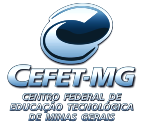 CEFET-MG
CENTRO FEDERAL DE
EDUCAÇÃO TECNOLÓGICA
DE MINAS GERAIS